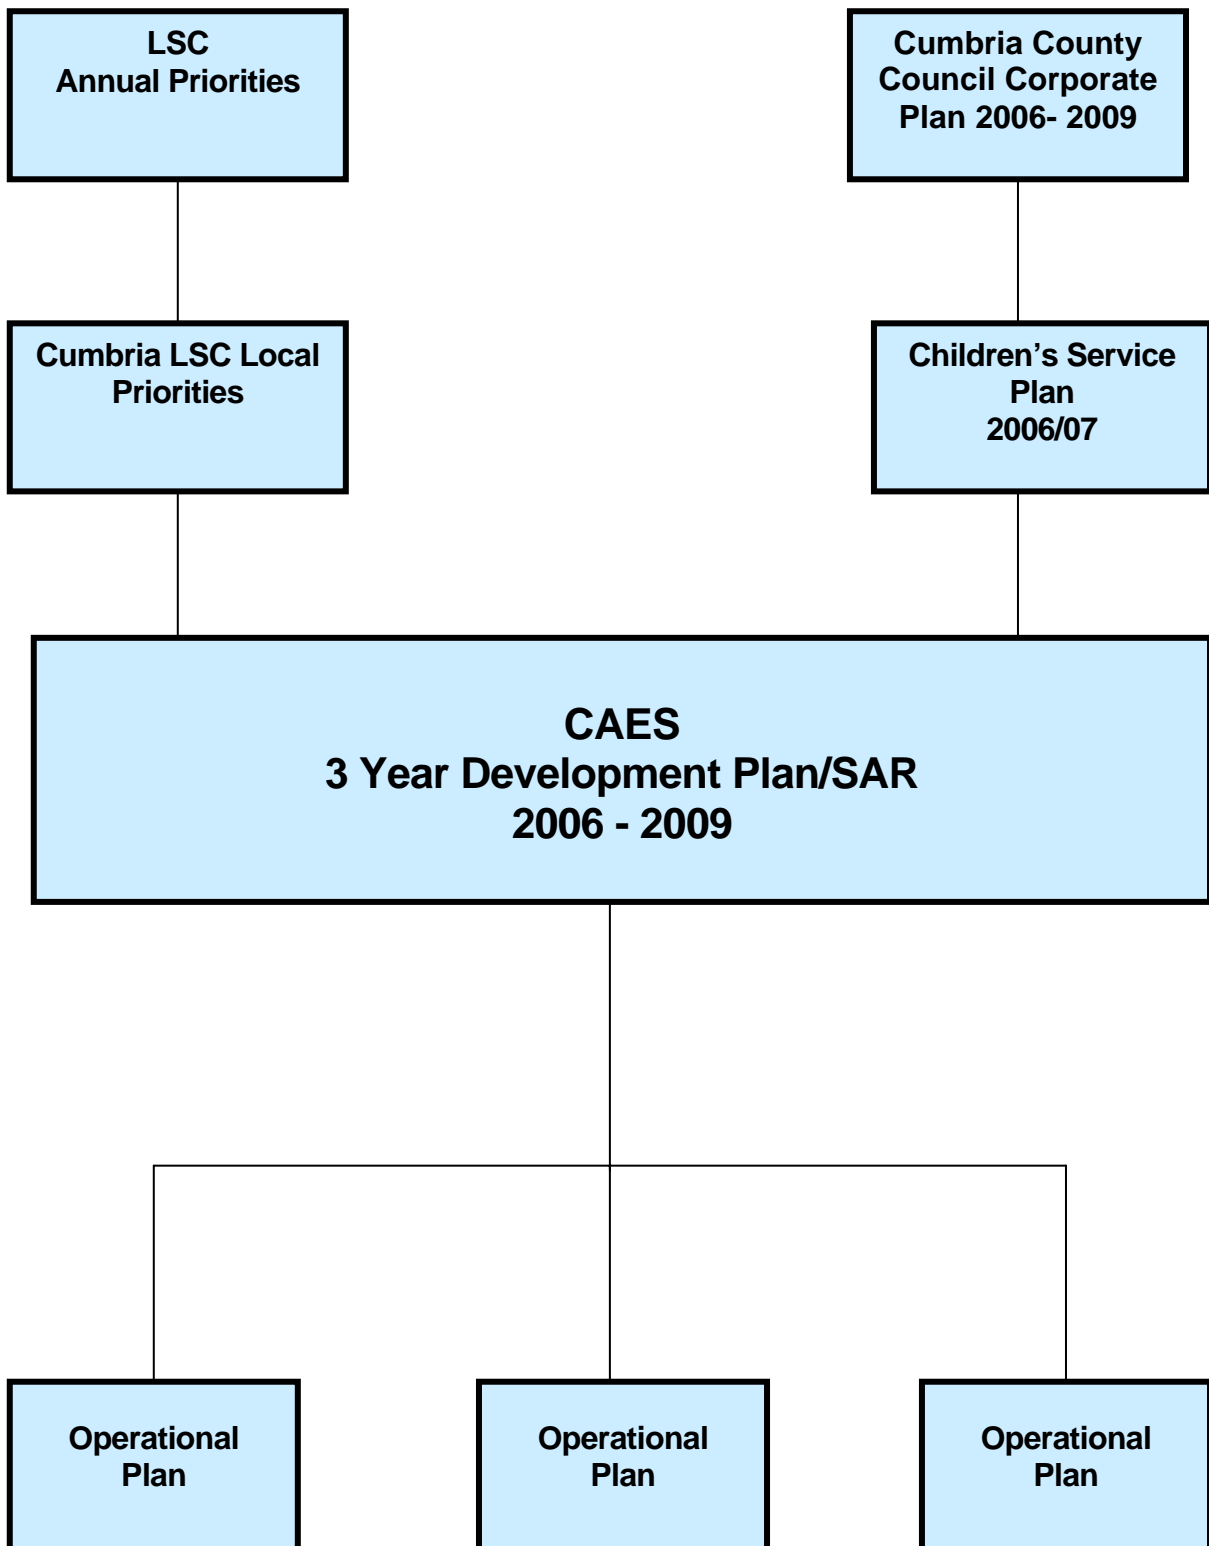 LSC
Annual Priorities
Cumbria County
Council Corporate
Plan 2006- 2009
Cumbria LSC Local
Priorities
Children’s Service
Plan
2006/07
CAES
3 Year Development Plan/SAR
2006 - 2009
Operational
Plan
Operational
Plan
Operational
Plan